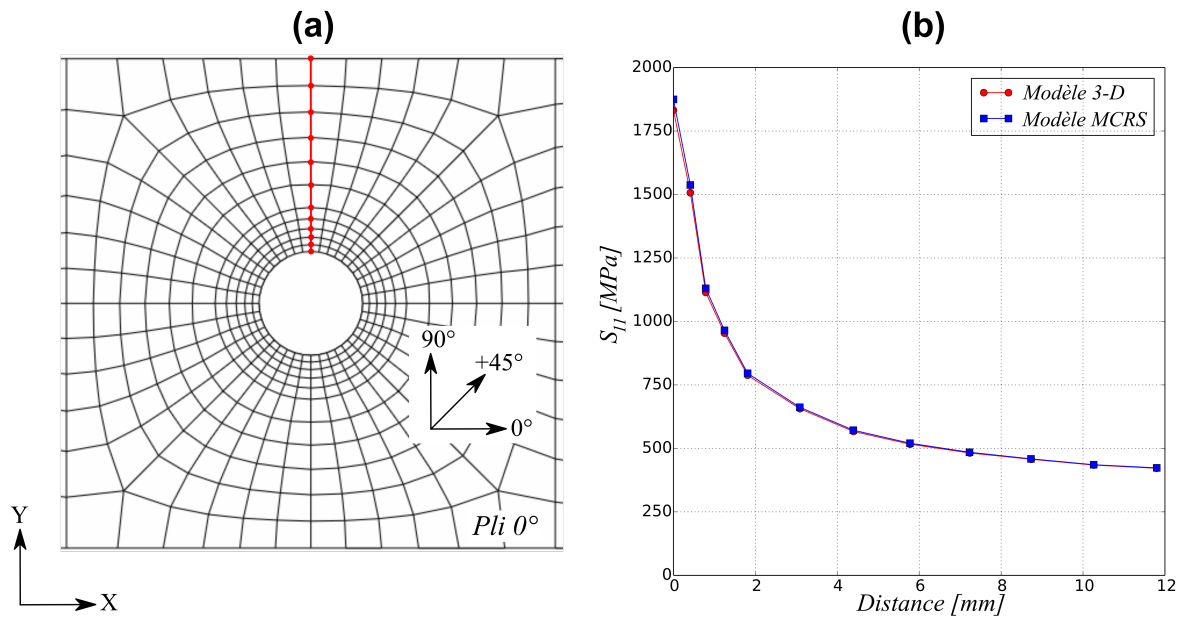 (a)
90°
+45°
0°
Pli 0°
Y
X
(b)
2000
1750
1500
1250
1000
750
500
250
0
S11 [MPa]
Modèle 3-D
Modèle MCRS
0 2 4 6 8 10 12
Distance [mm]